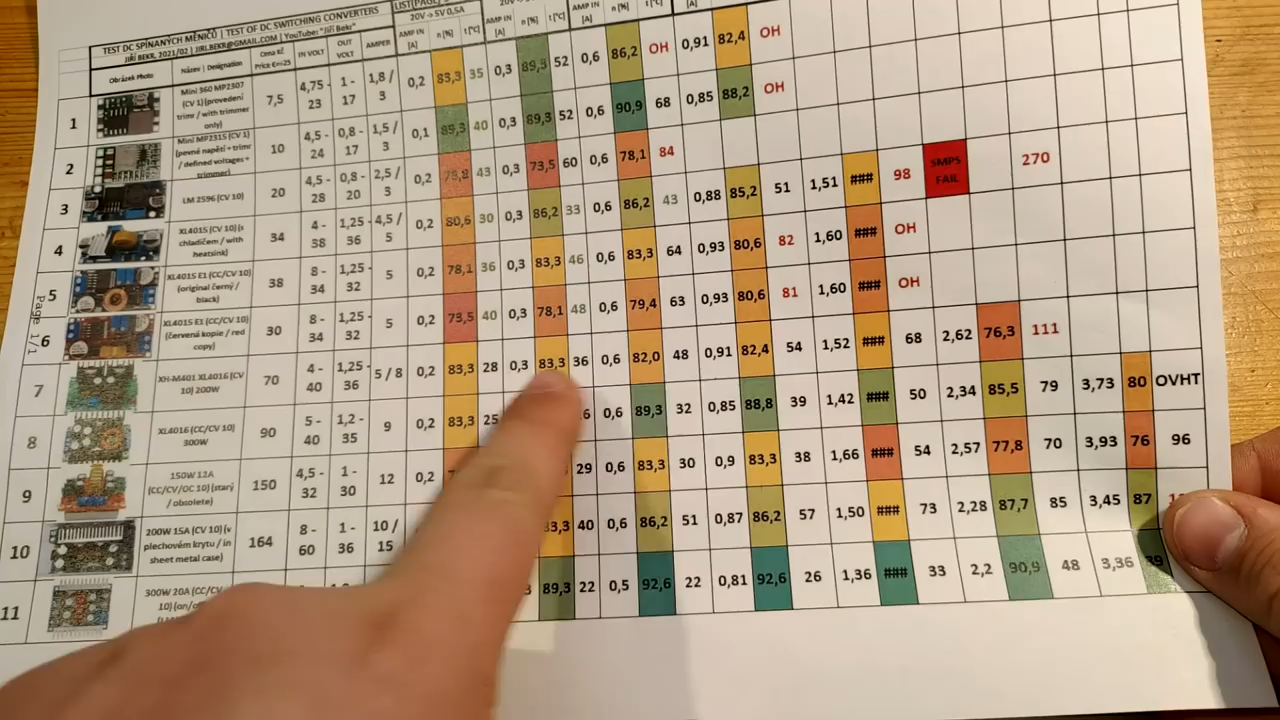 TEST DC SPÍNANÝCH MĚNIČŮ | TEST OF DC SWITCHING CONVERTERS
JIŘÍ BEKR, 2021/02 | JIRI.BEKR@GMAIL.COM | YouTube: "Jiří Bekr"
20V -> 5V 0,5A
Obrázek Photo Název | Designation Cena Kč Price €=25 IN VOLT OUT VOLT AMPER AMP IN [A] n [%] t [°C] AMP IN [A] n [%] t [°C] AMP IN [A] n [%] t [°C] [A]
1 Mini 360 MP2307 (CV 1) (provedení trimr / with trimmer only) 7,5 4,75 - 23 1 - 17 1,8 / 3 0,2 83,3 35 0,3 89,3 52 0,6 86,2 OH 0,91 82,4 OH
2 Mini MP2315 (CV 1) (pevné napětí + trimr / defined voltages + trimmer) 10 4,5 - 24 0,8 - 17 1,5 / 3 0,1 89,3 40 0,3 89,3 52 0,6 90,9 68 0,85 88,2 OH
3 LM 2596 (CV 10) 20 4,5 - 28 0,8 - 20 2,5 / 3 0,2 43 0,3 73,5 60 0,6 78,1 84
4 XL4015 (CV 10) (s chladičem / with heatsink) 34 4 - 38 1,25 - 36 4,5 / 5 0,2 80,6 30 0,3 86,2 33 0,6 86,2 43 0,88 85,2 51 1,51 ### 98 SMPS FAIL 270
5 XL4015 E1 (CC/CV 10) (original černý / black) 38 8 - 34 1,25 - 32 5 0,2 78,1 36 0,3 83,3 46 0,6 83,3 64 0,93 80,6 82 1,60 ### OH
6 XL4015 E1 (CC/CV 10) (červená kopie / red copy) 30 8 - 34 1,25 - 32 5 0,2 73,5 40 0,3 78,1 48 0,6 79,4 63 0,93 80,6 81 1,60 ### OH
7 XH-M401 XL4016 (CV 10) 200W 70 4 - 40 1,25 - 36 5 / 8 0,2 83,3 28 0,3 83,3 36 0,6 82,0 48 0,91 82,4 54 1,52 ### 68 2,62 76,3 111
8 XL4016 (CC/CV 10) 300W 90 5 - 40 1,2 - 35 9 0,2 83,3 25 6 0,6 89,3 32 0,85 88,8 39 1,42 ### 50 2,34 85,5 79 3,73 80 OVHT
9 150W 12A (CC/CV/OC 10) (starý / obsolete) 150 4,5 - 32 1 - 30 12 0,2 29 0,6 83,3 30 0,9 83,3 38 1,66 ### 54 2,57 77,8 70 3,93 76 96
10 200W 15A (CV 10) (v plechovém krytu / in sheet metal case) 164 8 - 60 1 - 36 10 / 15 83,3 40 0,6 86,2 51 0,87 86,2 57 1,50 ### 73 2,28 87,7 85 3,45 87
11 300W 20A (CC/CV 10) 89,3 22 0,5 92,6 22 0,81 92,6 26 1,36 ### 33 2,2 90,9 48 3,36
Page 1/1